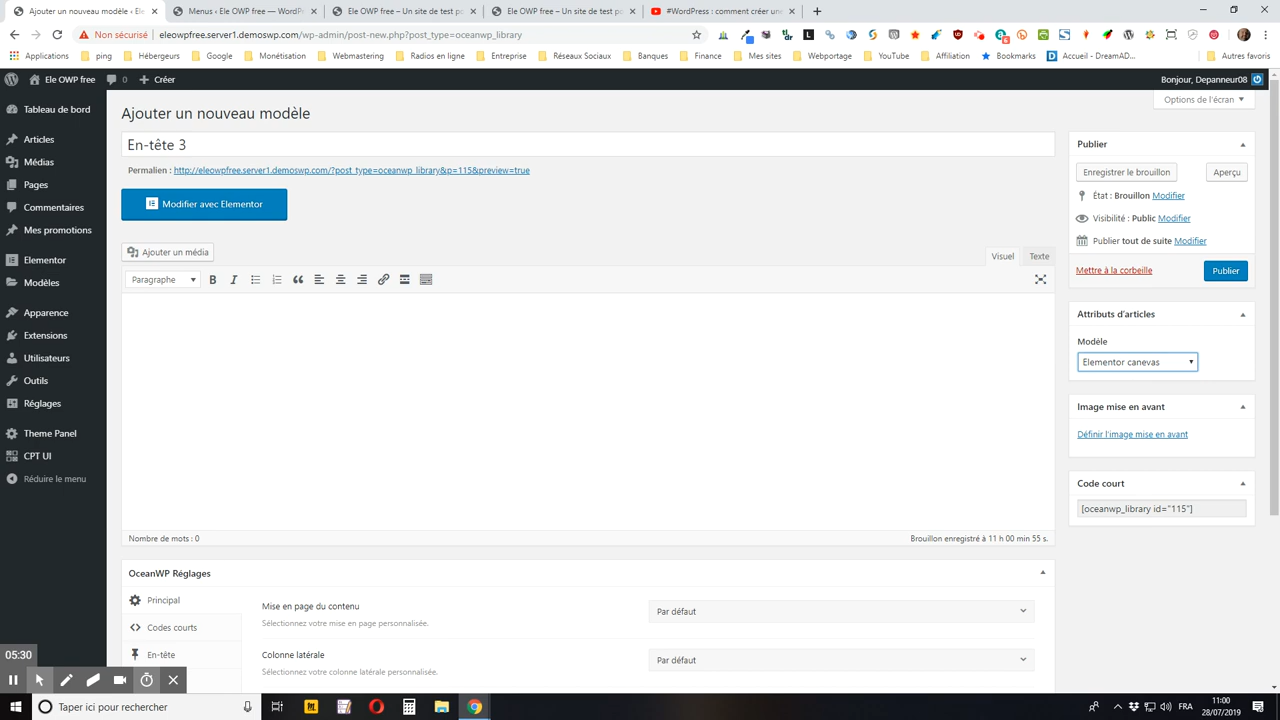 Ajouter un nouveau modèle ‹ Ele
Menus ‹ Ele OWP free — WordPr
Ele OWP free – Un site de test po
Ele OWP free – Un site de test po
#WordPress : comment créer une
Non sécurisé
eleowpfree.server1.demoswp.com/wp-admin/post-new.php?post_type=oceanwp_library
Applications
ping
Hébergeurs
Google
Monétisation
Webmastering
Radios en ligne
Entreprise
Réseaux Sociaux
Banques
Finance
Mes sites
Webportage
YouTube
Affiliation
Bookmarks
Accueil - DreamAD...
Autres favoris
Ele OWP free
0
Créer
Bonjour, Depanneur08
Tableau de bord
Articles
Médias
Pages
Commentaires
Mes promotions
Elementor
Modèles
Apparence
Extensions
Utilisateurs
Outils
Réglages
Theme Panel
CPT UI
Réduire le menu
Options de l'écran
Ajouter un nouveau modèle
En-tête 3
Permalien : http://eleowpfree.server1.demoswp.com/?post_type=oceanwp_library&p=115&preview=true
Modifier avec Elementor
Ajouter un média
Visuel
Texte
Paragraphe
Nombre de mots : 0
Brouillon enregistré à 11 h 00 min 55 s.
OceanWP Réglages
Principal
Codes courts
En-tête
Mise en page du contenu
Sélectionnez votre mise en page personnalisée.
Par défaut
Colonne latérale
Sélectionnez votre colonne latérale personnalisée.
Par défaut
Publier
Enregistrer le brouillon
Aperçu
État : Brouillon Modifier
Visibilité : Public Modifier
Publier tout de suite Modifier
Mettre à la corbeille
Publier
Attributs d'articles
Modèle
Elementor canevas
Image mise en avant
Définir l'image mise en avant
Code court
[oceanwp_library id="115"]
05:30
Taper ici pour rechercher
FRA
11:00
28/07/2019